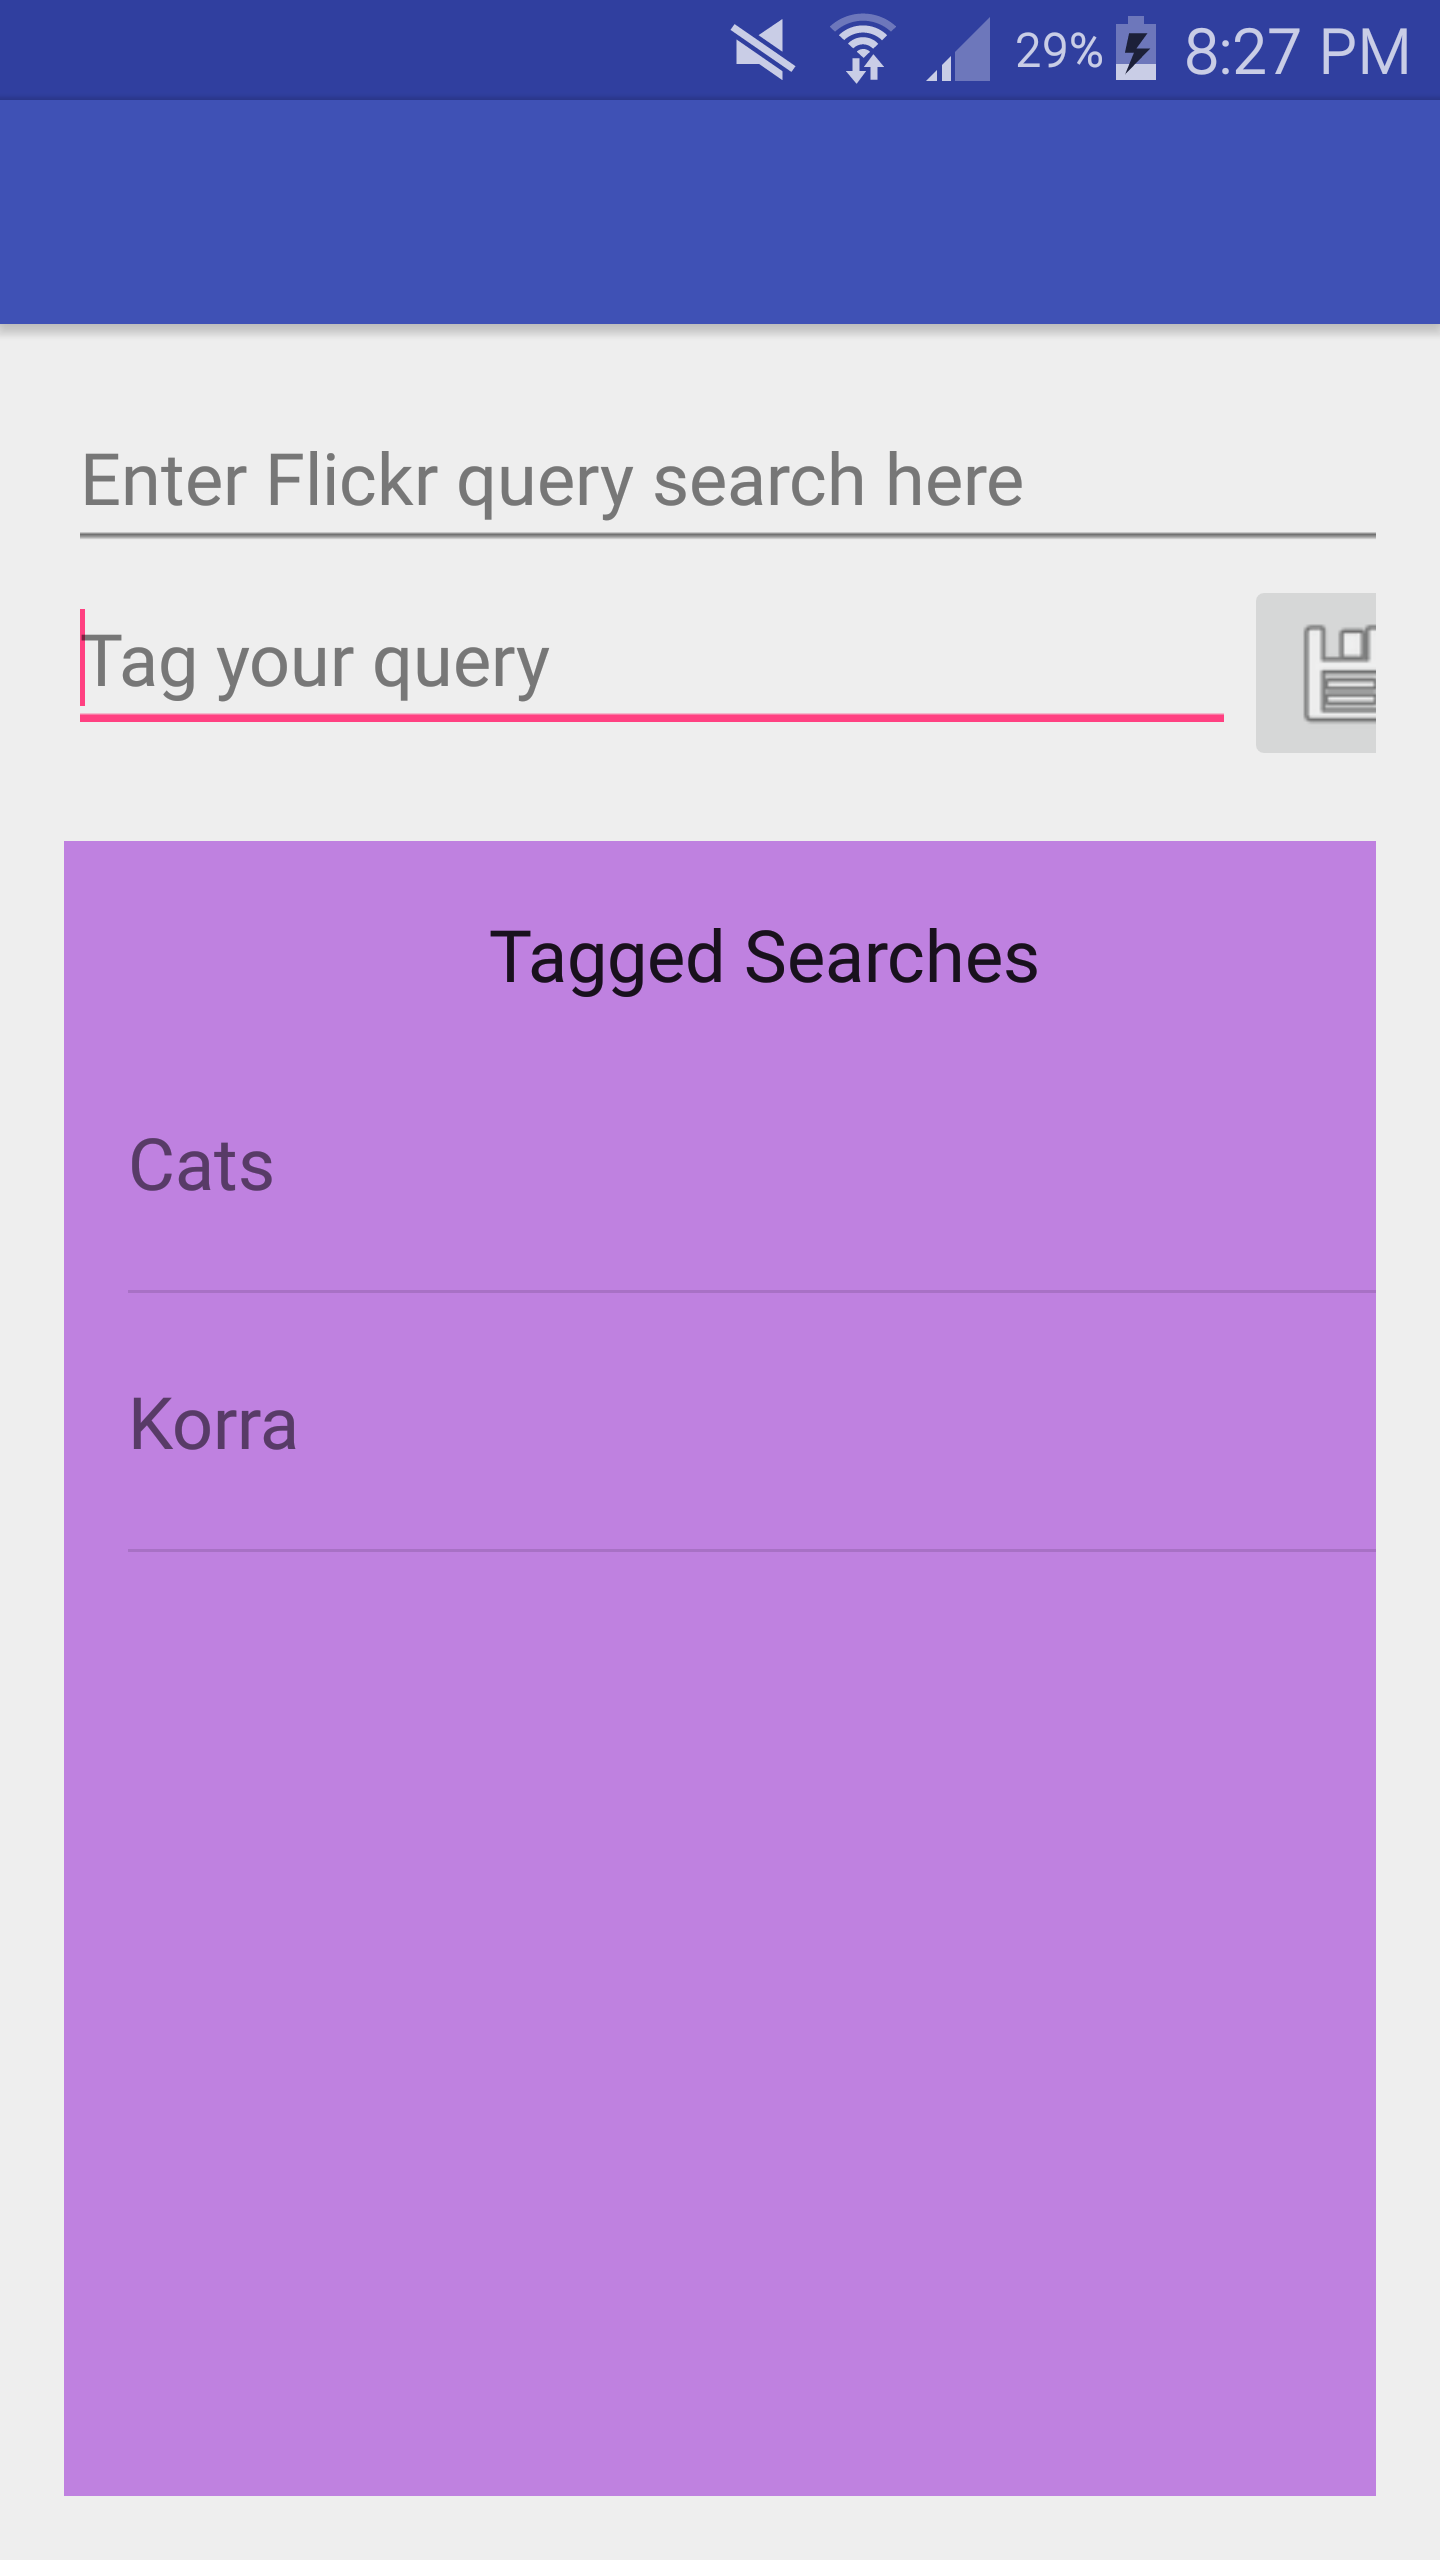 29% 8:27 PM
Enter Flickr query search here
Tag your query
Tagged Searches
Cats
Korra